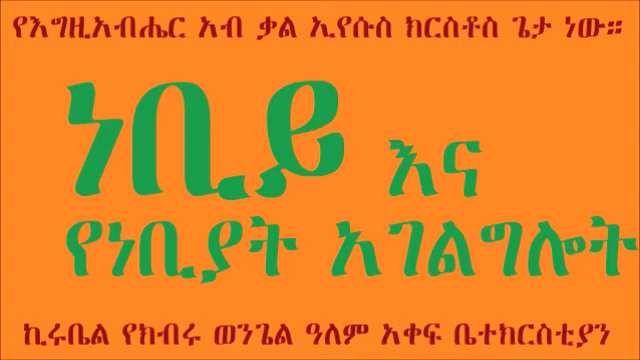 የእግዚአብሔር አብ ቃል ኢየሱስ ክርስቶስ ጌታ ነው።
ነቢይ እና
የነቢያት አገልግሎት
ኪሩቤል የክብሩ ወንጌል ዓለም አቀፍ ቤተክርስቲያን